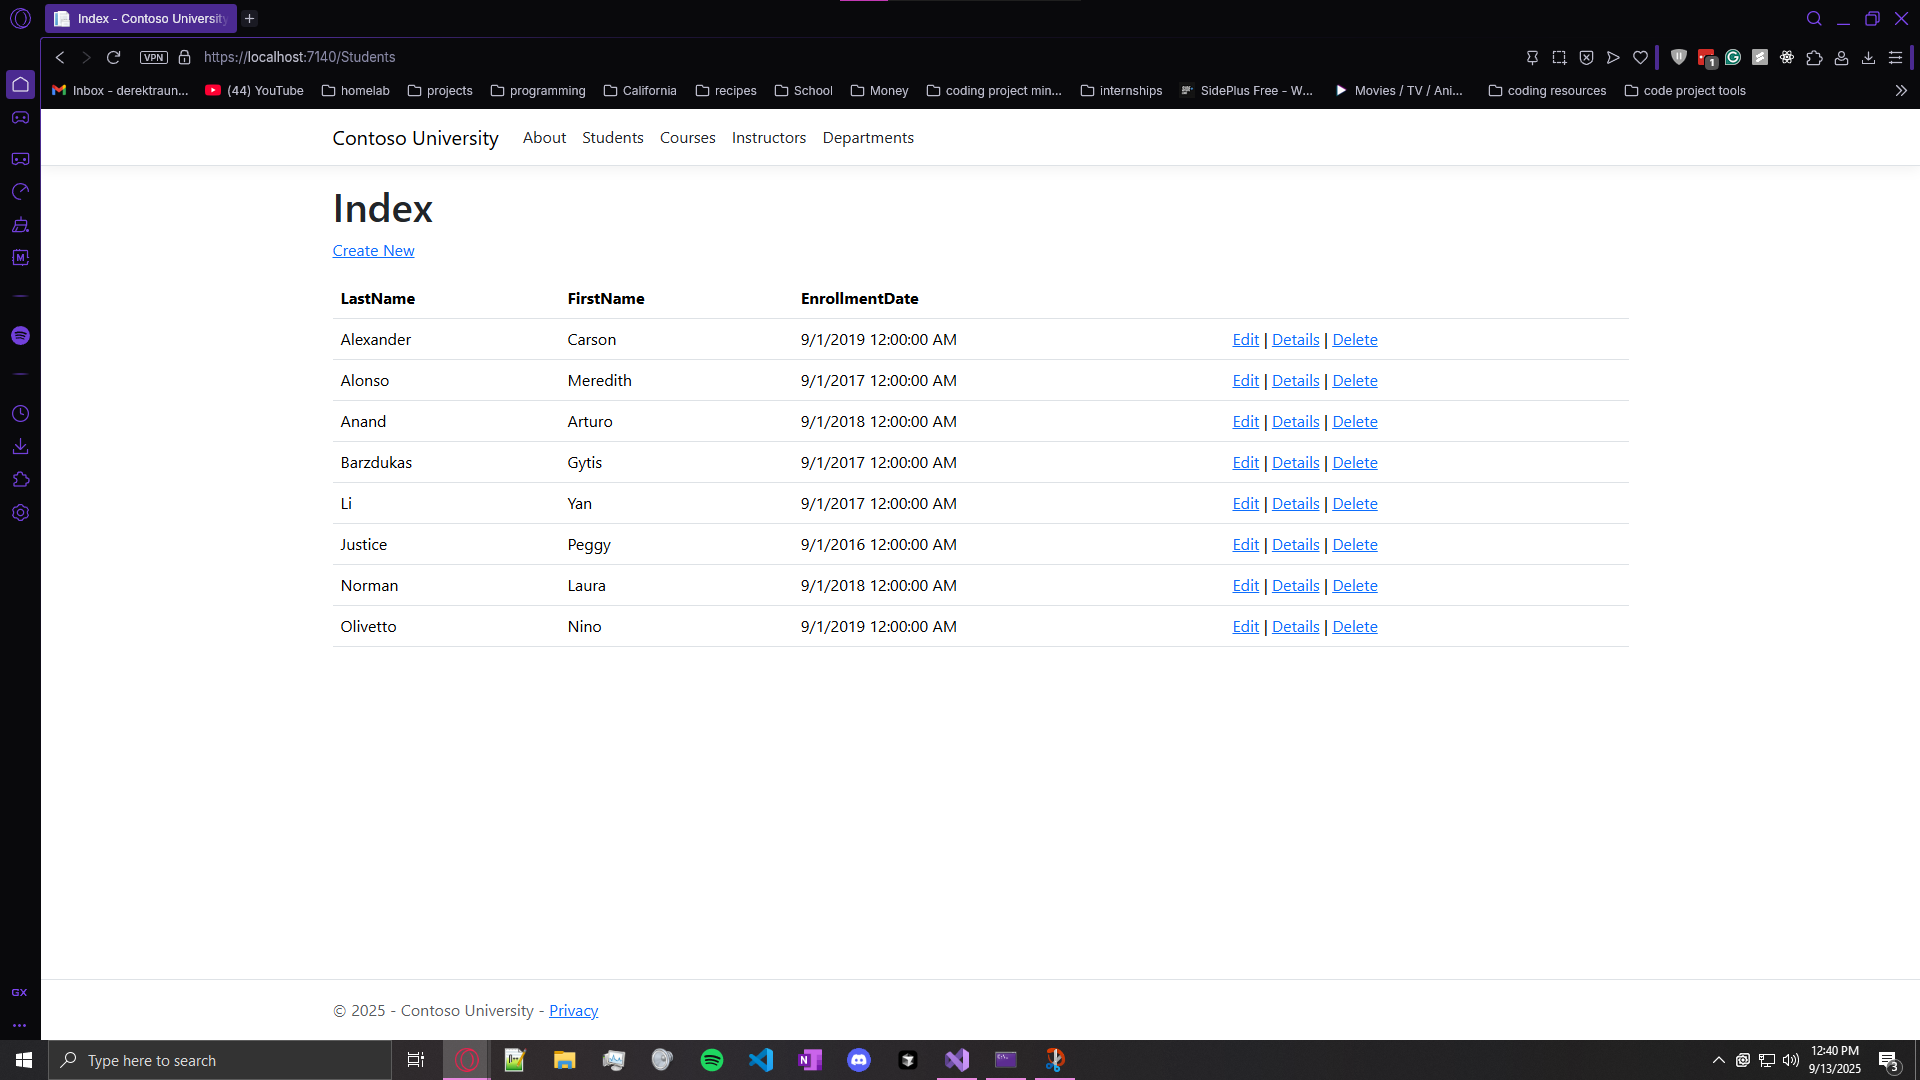 Index - Contoso University
VPN https://localhost:7140/Students
1
Inbox - derektraun... (44) YouTube homelab projects programming California recipes School Money coding project min... internships SidePlus Free - W... Movies / TV / Ani... coding resources code project tools
Contoso University About Students Courses Instructors Departments
Index
Create New
LastName FirstName EnrollmentDate
Alexander Carson 9/1/2019 12:00:00 AM Edit | Details | Delete
Alonso Meredith 9/1/2017 12:00:00 AM Edit | Details | Delete
Anand Arturo 9/1/2018 12:00:00 AM Edit | Details | Delete
Barzdukas Gytis 9/1/2017 12:00:00 AM Edit | Details | Delete
Li Yan 9/1/2017 12:00:00 AM Edit | Details | Delete
Justice Peggy 9/1/2016 12:00:00 AM Edit | Details | Delete
Norman Laura 9/1/2018 12:00:00 AM Edit | Details | Delete
Olivetto Nino 9/1/2019 12:00:00 AM Edit | Details | Delete
GX
© 2025 - Contoso University - Privacy
Type here to search
12:40 PM
9/13/2025
3